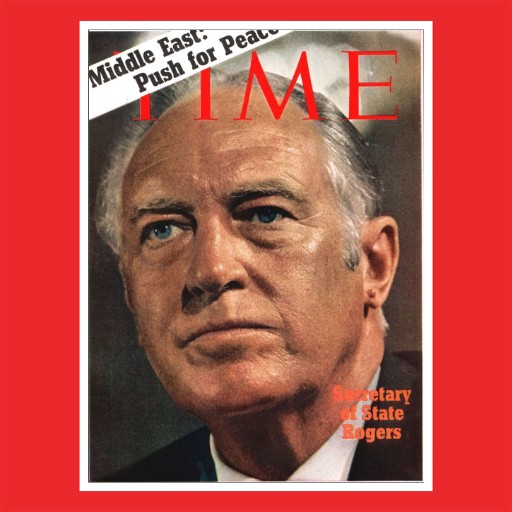 Middle East:
Push for Peace
TIME
Secretary
of State
Rogers